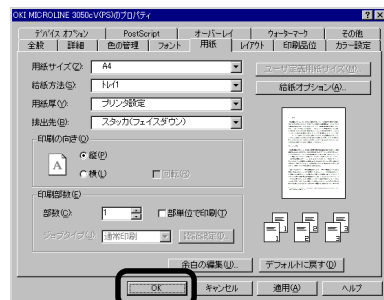 OKI MICROLINE 3050cV(PS)のプロパティ
デバイス オプション PostScript オーバーレイ ウォーターマーク その他
全般 詳細 色の管理 フォント 用紙 レイアウト 印刷品位 カラー設定
用紙サイズ(Z): A4 ユーザ定義用紙サイズ(M)...
給紙方法(S): トレイ1 給紙オプション(A)...
用紙厚(V): プリンタ設定
排出先(B): スタッカ(フェイスダウン)
印刷の向き(O)
A 縦(P)
横(L) 回転(R)
印刷部数(E)
部数(C): 1 部単位で印刷(T)
ジョブタイプ(J): 通常印刷
余白の編集(U)... デフォルトに戻す(D)
OK キャンセル 適用(A) ヘルプ